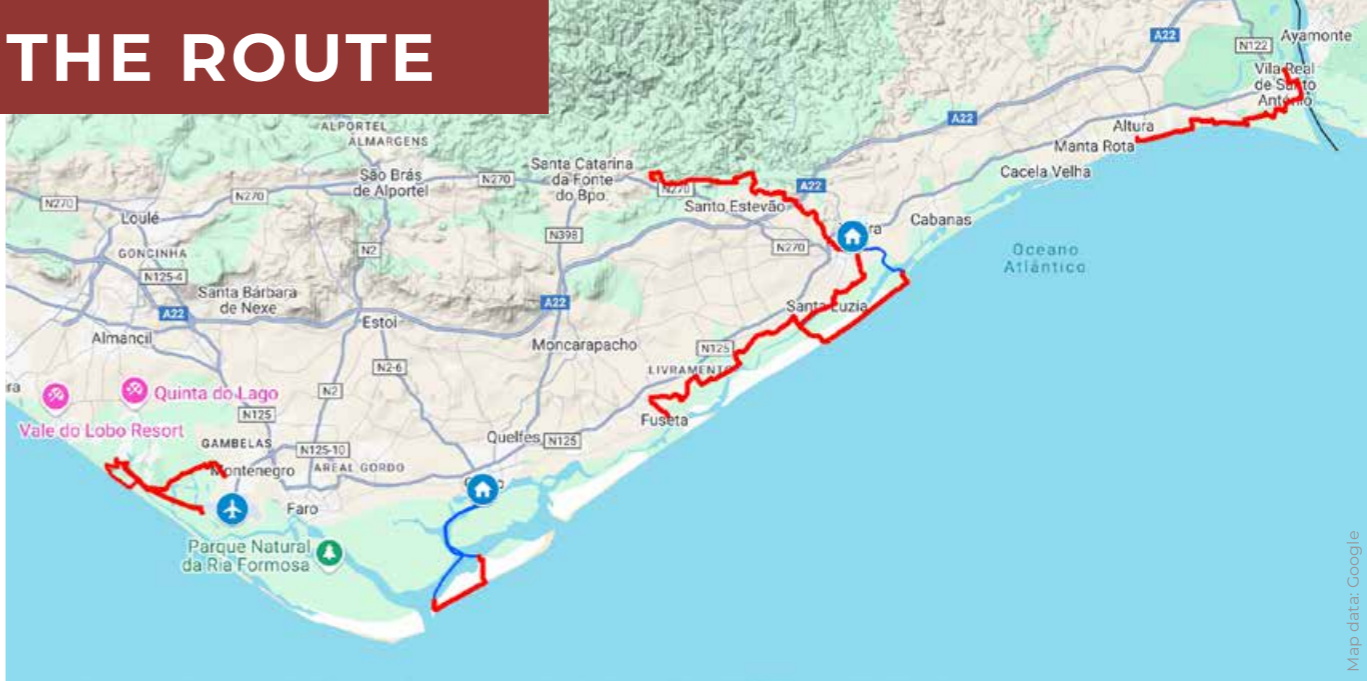 THE ROUTE
A22
Ayamonte
N122
Vila Real
de Santo
António
A22
Altura
Manta Rota
Cacela Velha
ALPORTEL
ALMARGENS
Santa Catarina
da Fonte
do Bpo.
São Brás
de Alportel
N270
N270
N270
N270
A22
Santo Estevão
Loulé
N2
N398
N270
ra
Cabanas
GONCINHA
N125-4
Oceano
Atlántico
Santa Bárbara
de Nexe
A22
A22
Santa Luzia
Estoi
Almancil
Moncarapacho
N125
N2-6
LIVRAMENTO
ra
Quinta do Lago
N2
N125
Fuseta
Vale do Lobo Resort
GAMBELAS
N125-10
Quelfes
N125
Montenegro
AREAL GORDO
Faro
Parque Natural
da Ria Formosa
Map data: Google